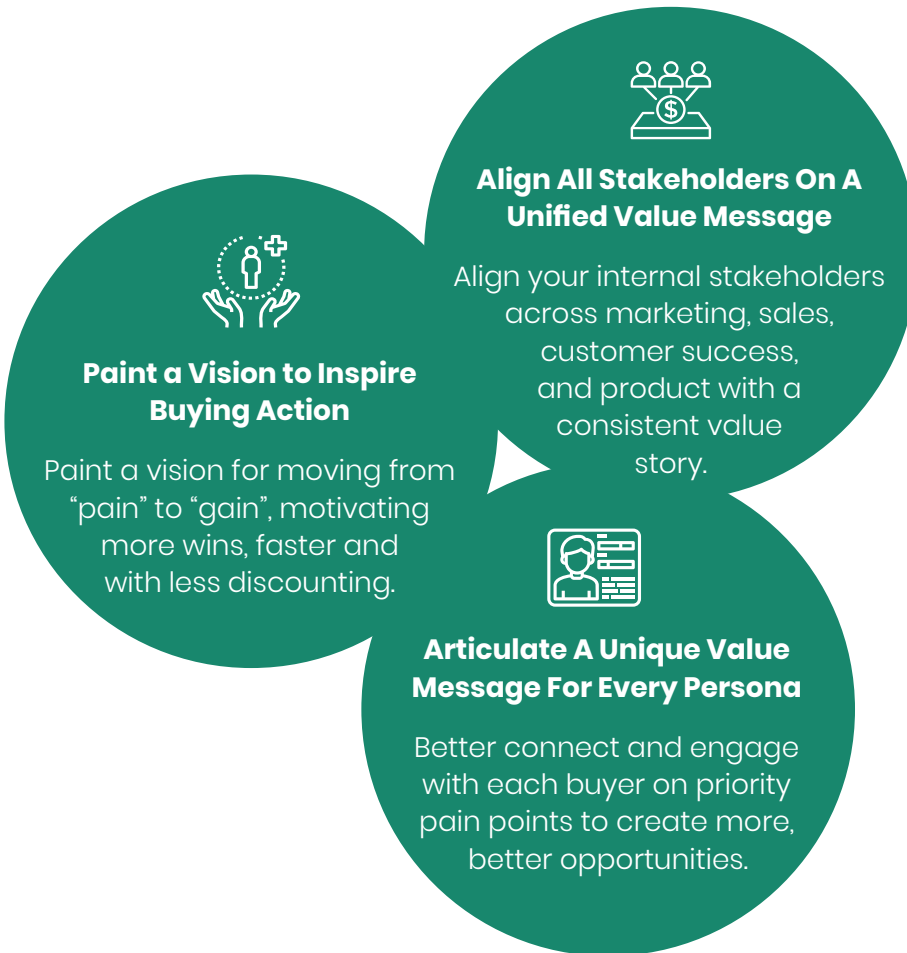 Align All Stakeholders On A
Unified Value Message
Align your internal stakeholders
across marketing, sales,
customer success,
and product with a
consistent value
story.
Paint a Vision to Inspire
Buying Action
Paint a vision for moving from
“pain” to “gain”, motivating
more wins, faster and
with less discounting.
Articulate A Unique Value
Message For Every Persona
Better connect and engage
with each buyer on priority
pain points to create more,
better opportunities.